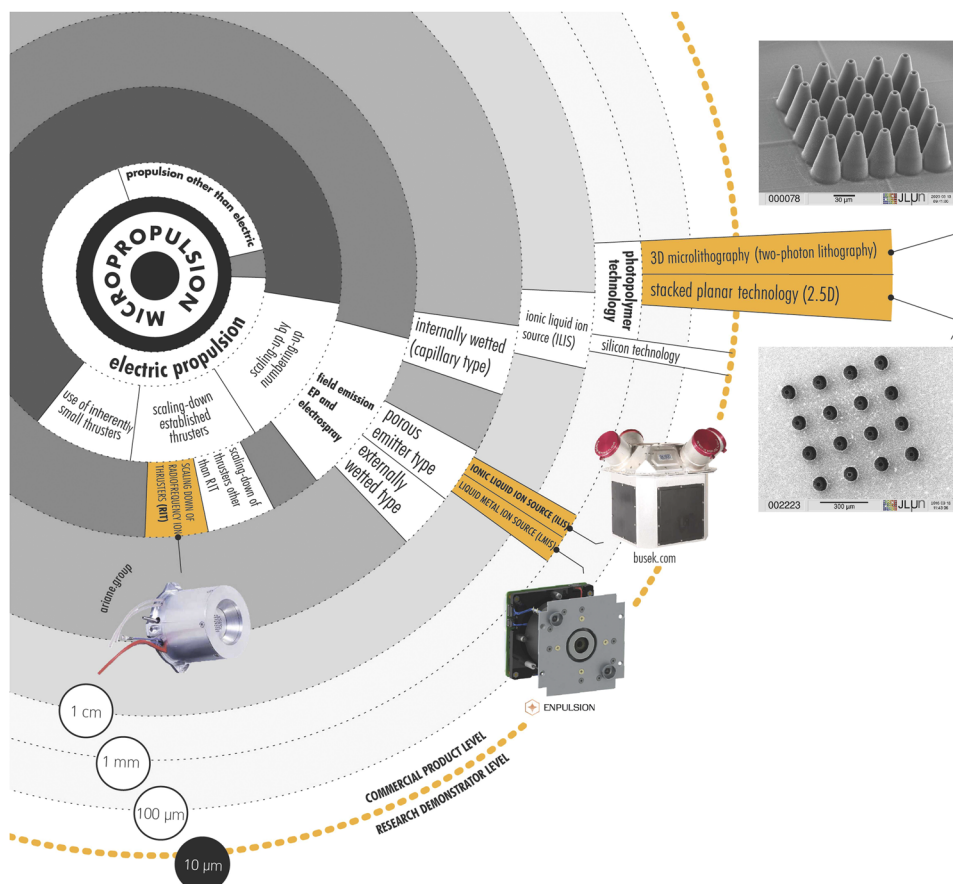 propulsion other than electric
MICROPROPULSION
electric propulsion
use of inherently
small thrusters
scaling-down
established
thrusters
scaling-up by
numbering-up
SCALING DOWN OF
RADIOFREQUENCY ION
THRUSTERS (RIT)
scaling-down of
thrusters other
than RIT
field emission
EP and
electrospray
internally wetted
(capillary type)
porous
emitter type
externally
wetted type
ionic liquid ion
source (ILIS)
photopolymer
technology
silicon technology
3D microlithography (two-photon lithography)
stacked planar technology (2.5D)
IONIC LIQUID ION SOURCE (ILIS)
LIQUID METAL ION SOURCE (LMIS)
busek.com
ENPULSION
ariane.group
1 cm
1 mm
100 µm
10 µm
COMMERCIAL PRODUCT LEVEL
RESEARCH DEMONSTRATOR LEVEL
000078
30 µm
JLµn
002223
300 µm
JLµn